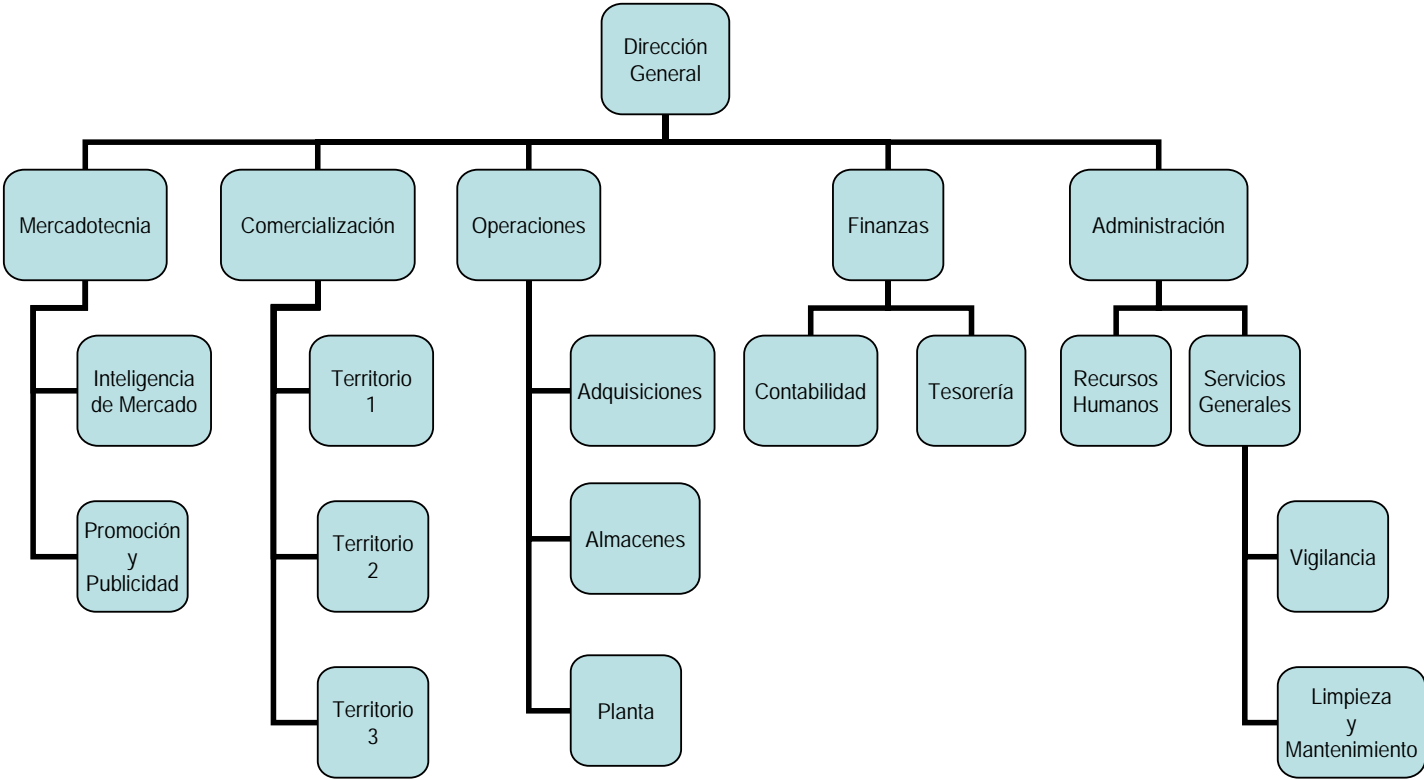 Dirección
General
Mercadotecnia
Comercialización
Operaciones
Finanzas
Administración
Inteligencia
de Mercado
Territorio
1
Adquisiciones
Contabilidad
Tesorería
Recursos
Humanos
Servicios
Generales
Promoción
y
Publicidad
Territorio
2
Almacenes
Vigilancia
Territorio
3
Planta
Limpieza
y
Mantenimiento